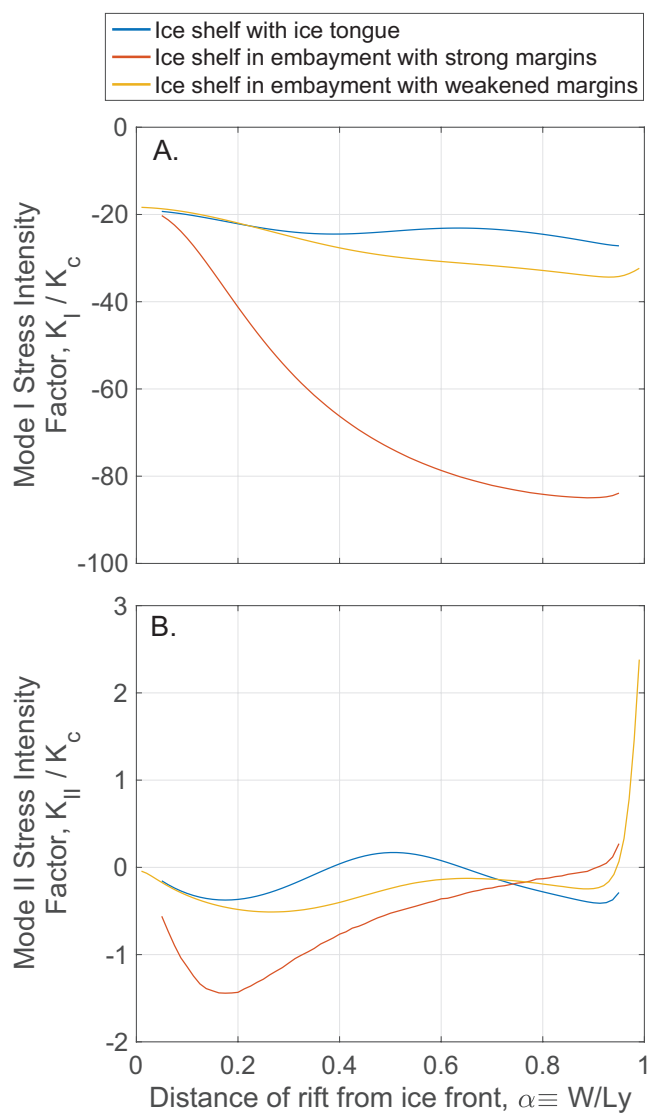 Ice shelf with ice tongue
Ice shelf in embayment with strong margins
Ice shelf in embayment with weakened margins
A.
0
-20
-40
-60
-80
-100
Mode I Stress Intensity
Factor, K_I / K_c
B.
3
2
1
0
-1
-2
Mode II Stress Intensity
Factor, K_II / K_c
0 0.2 0.4 0.6 0.8 1
Distance of rift from ice front, α≡ W/Ly